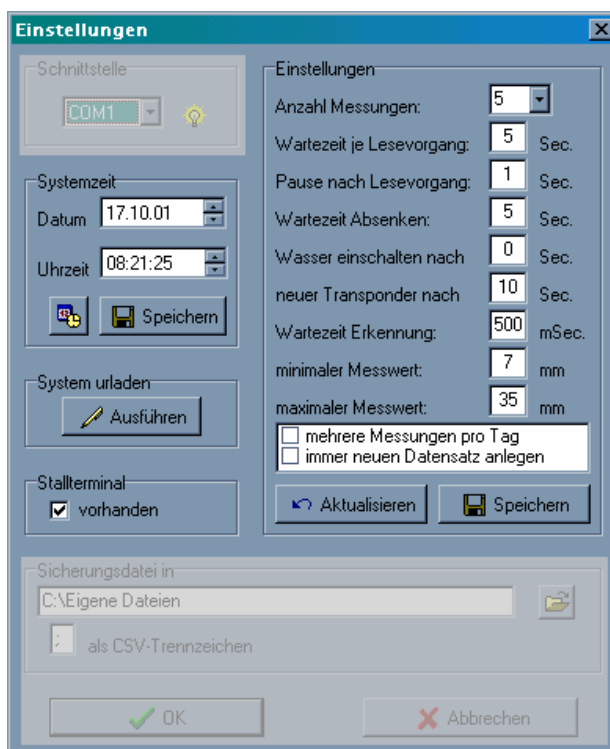 Einstellungen
Schnittstelle
COM1
Systemzeit
Datum 17.10.01
Uhrzeit 08:21:25
Speichern
System urladen
Ausführen
Stallterminal
vorhanden
Einstellungen
Anzahl Messungen: 5
Wartezeit je Lesevorgang: 5 Sec.
Pause nach Lesevorgang: 1 Sec.
Wartezeit Absenken: 5 Sec.
Wasser einschalten nach 0 Sec.
neuer Transponder nach 10 Sec.
Wartezeit Erkennung: 500 mSec.
minimaler Messwert: 7 mm
maximaler Messwert: 35 mm
mehrere Messungen pro Tag
immer neuen Datensatz anlegen
Aktualisieren Speichern
Sicherungsdatei in
C:\Eigene Dateien
; als CSV-Trennzeichen
OK Abbrechen